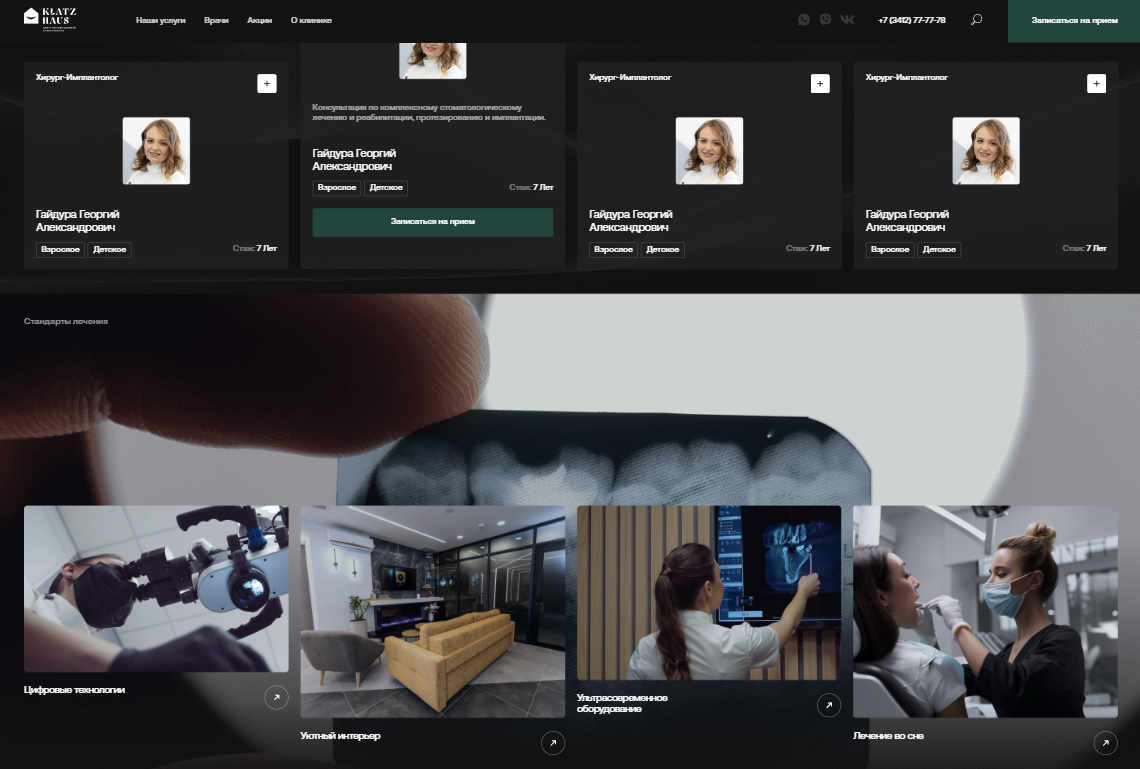 KLATZ
HAUS
Наши услуги
Врачи
Акции
О клинике
+7 (3412) 77-77-78
Записаться на прием
Хирург-Имплантолог
+
Гайдура Георгий
Александрович
Взрослое
Детское
Стаж: 7 Лет
Консультация по комплексному стоматологическому
лечению и реабилитации, протезированию и имплантации.
Гайдура Георгий
Александрович
Взрослое
Детское
Стаж: 7 Лет
Записаться на прием
Хирург-Имплантолог
+
Гайдура Георгий
Александрович
Взрослое
Детское
Стаж: 7 Лет
Хирург-Имплантолог
+
Гайдура Георгий
Александрович
Взрослое
Детское
Стаж: 7 Лет
Стандарты лечения
Цифровые технологии
Уютный интерьер
Ультрасовременное
оборудование
Лечение во сне